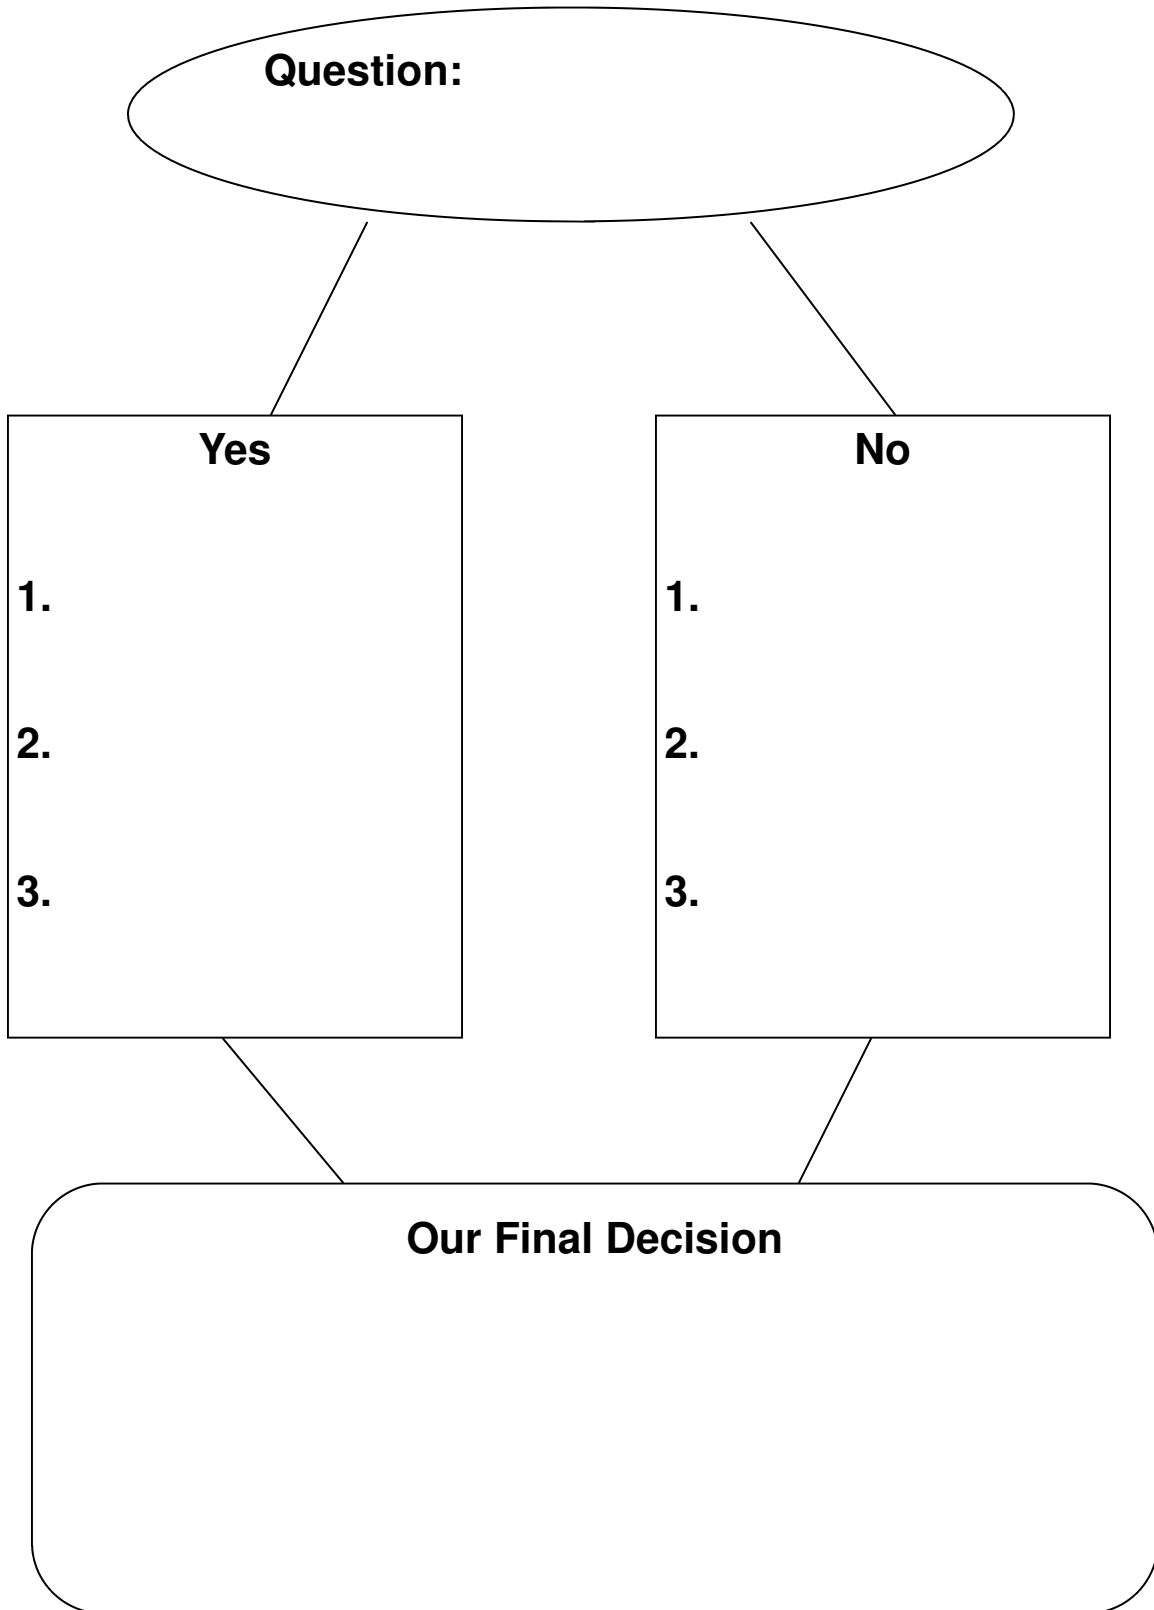 Question:
Yes
1.
2.
3.
No
1.
2.
3.
Our Final Decision